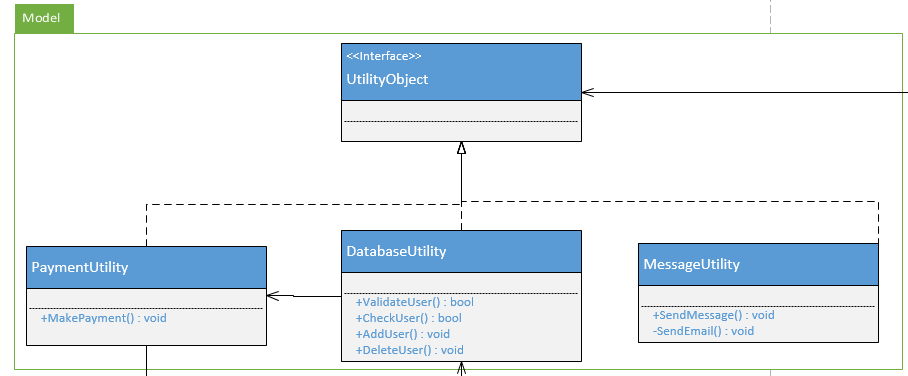 Model
<<Interface>>
UtilityObject
PaymentUtility
+MakePayment() : void
DatabaseUtility
+ValidateUser() : bool
+CheckUser() : bool
+AddUser() : void
+DeleteUser() : void
MessageUtility
+SendMessage() : void
-SendEmail() : void